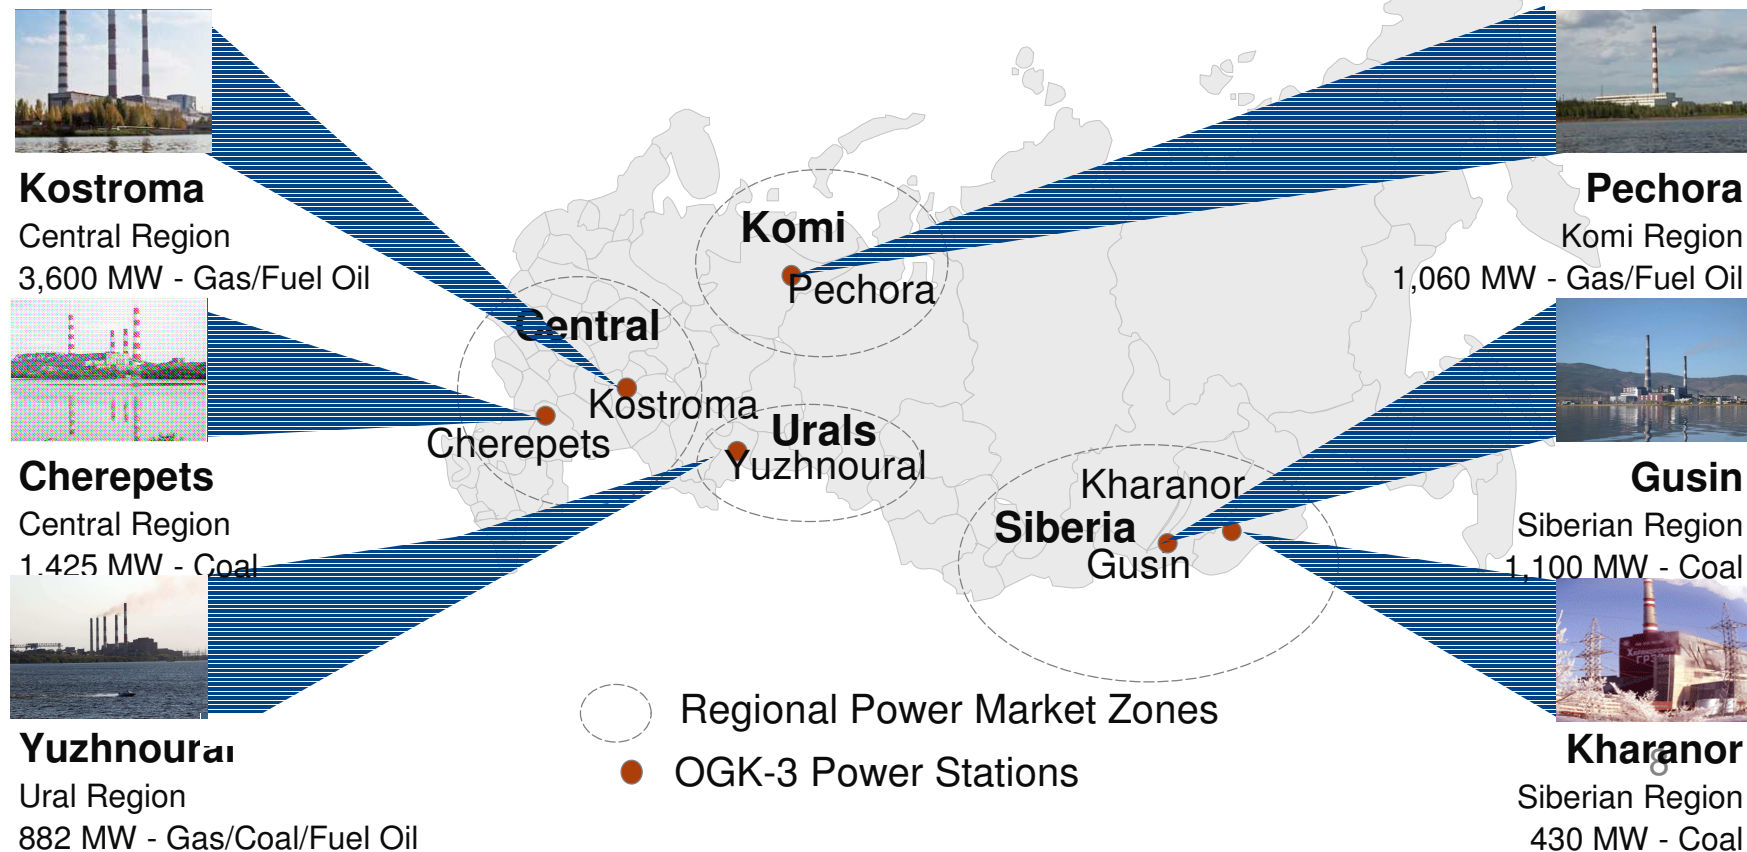 Kostroma
Central Region
3,600 MW - Gas/Fuel Oil
Cherepets
Central Region
1,425 MW - Coal
Yuzhnoural
Ural Region
882 MW - Gas/Coal/Fuel Oil
Komi
Pechora
Central
Kostroma
Cherepets
Urals
Yuzhnoural
Kharanor
Siberia
Gusin
Regional Power Market Zones
OGK-3 Power Stations
Pechora
Komi Region
1,060 MW - Gas/Fuel Oil
Gusin
Siberian Region
1,100 MW - Coal
Kharanor
8
Siberian Region
430 MW - Coal